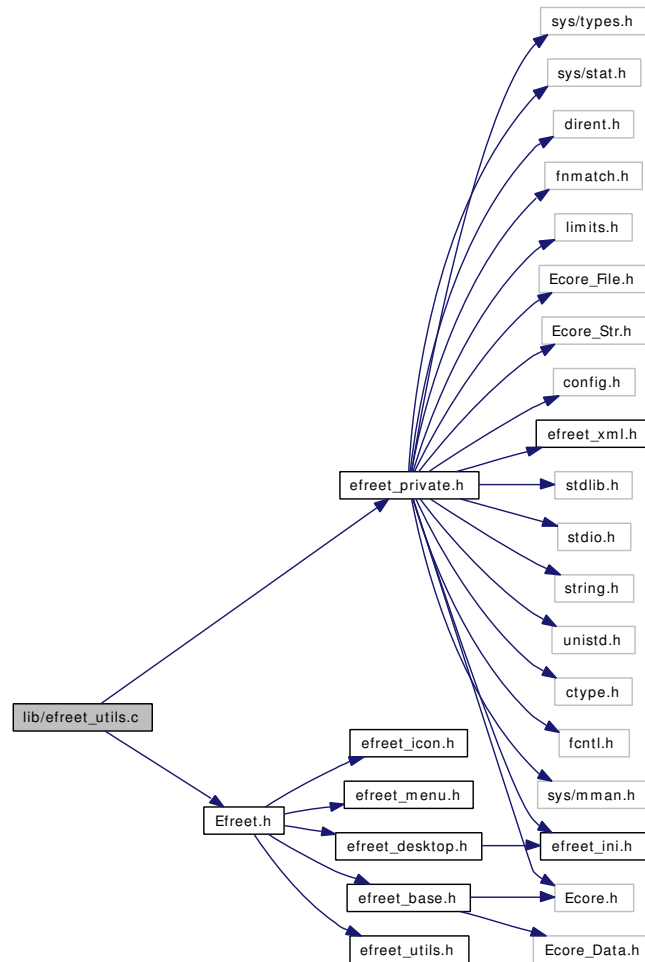 sys/types.h
sys/stat.h
dirent.h
fnmatch.h
limits.h
Ecore_File.h
Ecore_Str.h
config.h
efreet_xml.h
efreet_private.h
stdlib.h
stdio.h
string.h
unistd.h
ctype.h
lib/efreet_utils.c
fcntl.h
efreet_icon.h
sys/mman.h
efreet_menu.h
Efreet.h
efreet_desktop.h
efreet_ini.h
efreet_base.h
Ecore.h
efreet_utils.h
Ecore_Data.h